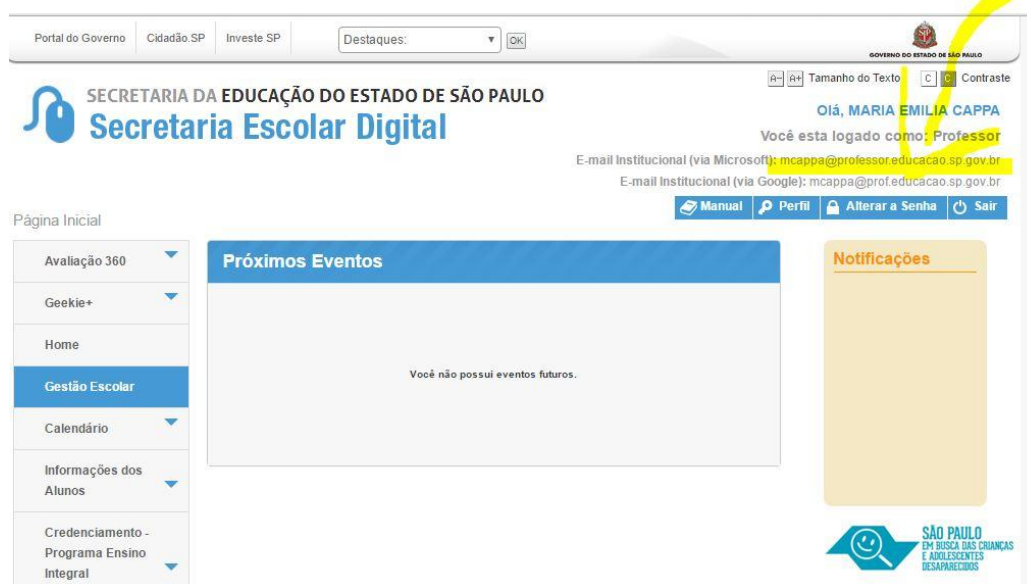 Portal do Governo Cidadão.SP Investe SP Destaques: OK
GOVERNO DO ESTADO DE SÃO PAULO
A- A+ Tamanho do Texto C C Contraste
SECRETARIA DA EDUCAÇÃO DO ESTADO DE SÃO PAULO
Secretaria Escolar Digital
Olá, MARIA EMILIA CAPPA
Você esta logado como: Professor
E-mail Institucional (via Microsoft): mcappa@professor.educacao.sp.gov.br
E-mail Institucional (via Google): mcappa@prof.educacao.sp.gov.br
Manual Perfil Alterar a Senha Sair
Página Inicial
Avaliação 360
Geekie+
Home
Gestão Escolar
Calendário
Informações dos
Alunos
Credenciamento -
Programa Ensino
Integral
Próximos Eventos
Você não possui eventos futuros.
Notificações
SÃO PAULO
EM BUSCA DAS CRIANÇAS
E ADOLESCENTES
DESAPARECIDOS